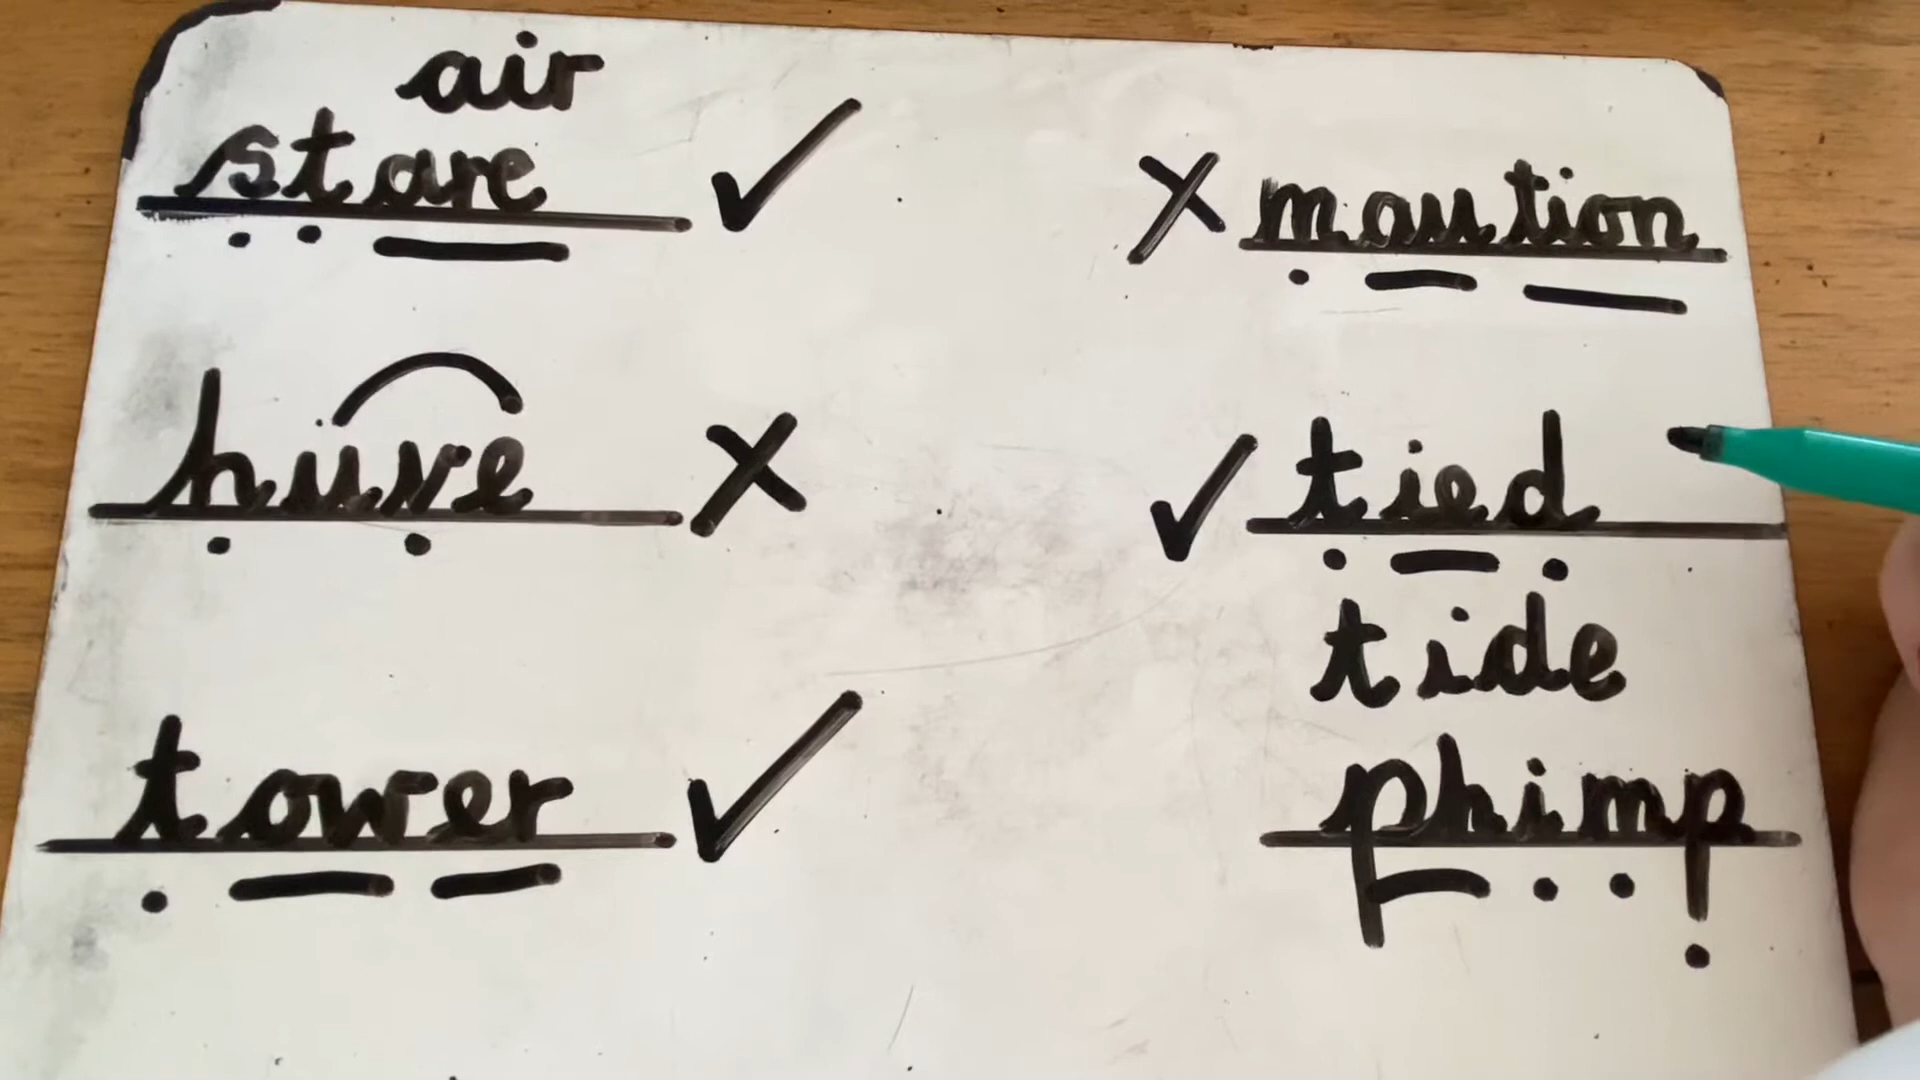 air
stare ✓
huve ✗
tower ✓
✗ maution
✓ tied
tide
phimp